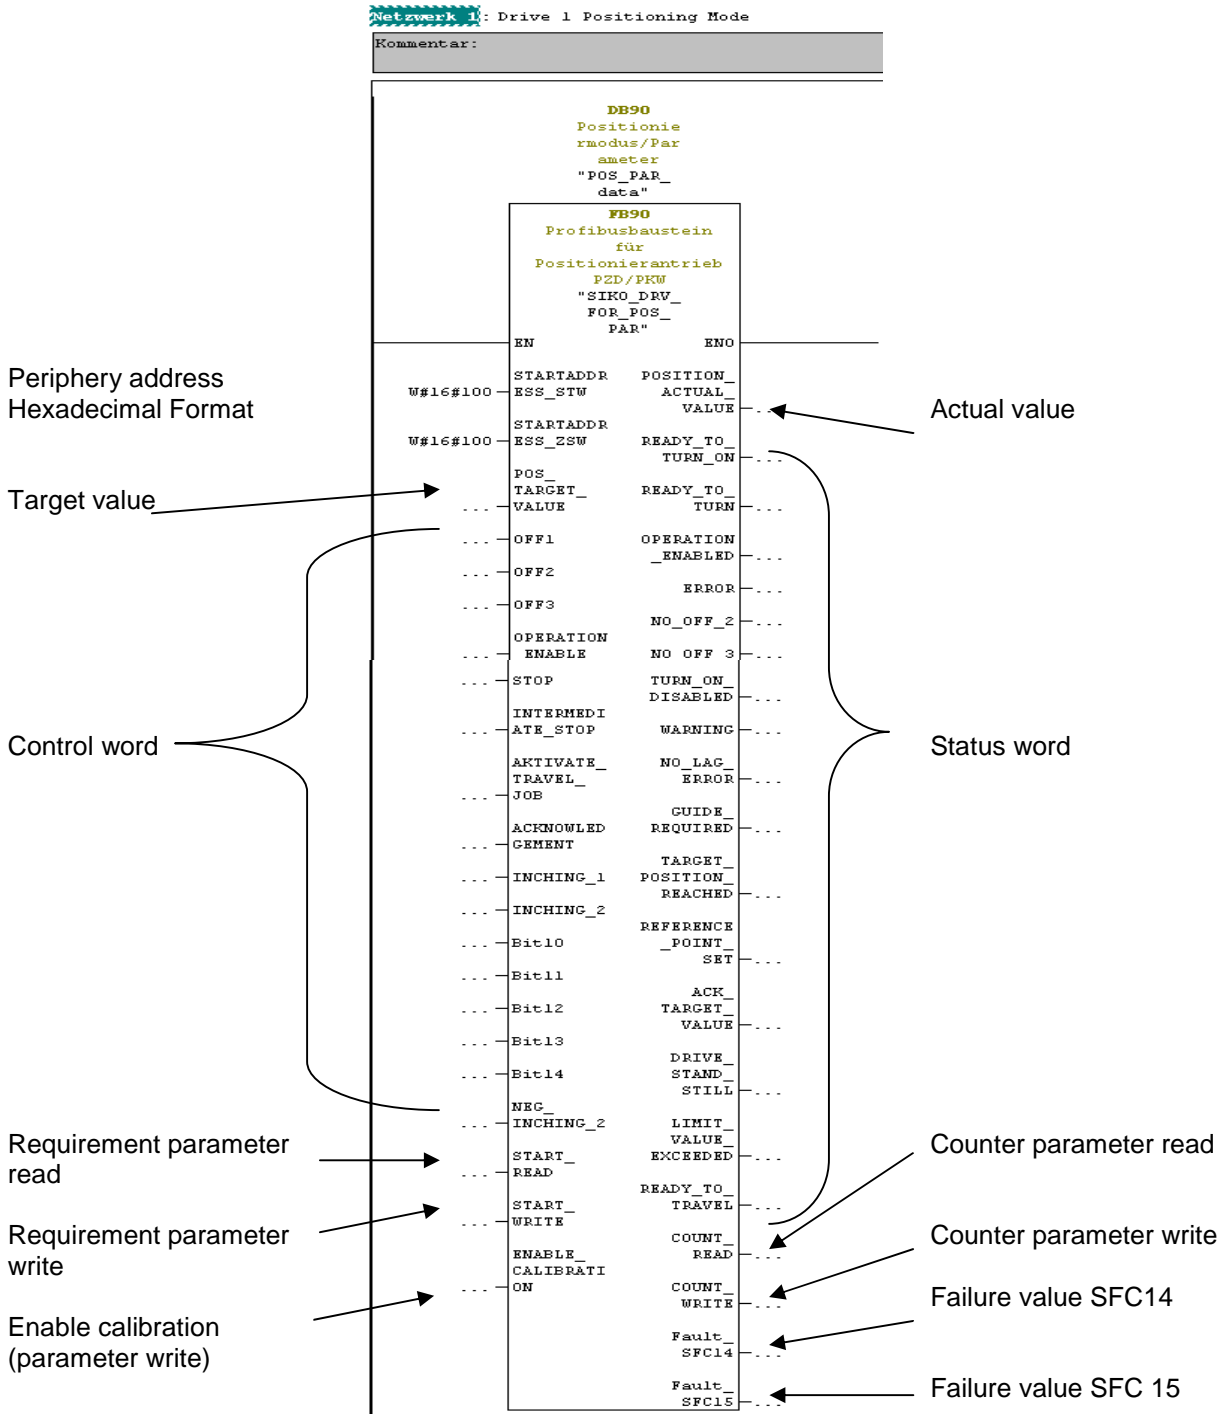 Netzwerk 1: Drive 1 Positioning Mode
Kommentar:
DB90
Positionie
rmodus/Par
ameter
"POS_PAR_
data"
FB90
Profibusbaustein
für
Positionierantrieb
PZD/PKW
"SIKO_DRV_
FOR_POS_
PAR"
EN
ENO
Periphery address
Hexadecimal Format
W#16#100
STARTADDR
ESS_STW
W#16#100
STARTADDR
ESS_ZSW
Target value
POS_
TARGET_
... VALUE
Control word
... OFF1
... OFF2
... OFF3
OPERATION
... _ENABLE
... STOP
INTERMEDI
... ATE_STOP
AKTIVATE_
TRAVEL_
... JOB
ACKNOWLED
... GEMENT
... INCHING_1
... INCHING_2
... Bit10
... Bit11
... Bit12
... Bit13
... Bit14
NEG_
... INCHING_2
Requirement parameter
read
START_
... READ
Requirement parameter
write
START_
... WRITE
Enable calibration
(parameter write)
ENABLE_
CALIBRATI
... ON
POSITION_
ACTUAL_
VALUE ...
Actual value
READY_TO_
TURN_ON ...
READY_TO_
TURN ...
OPERATION
_ENABLED ...
ERROR ...
NO_OFF_2 ...
NO OFF 3 ...
TURN_ON_
DISABLED ...
WARNING ...
NO_LAG_
ERROR ...
GUIDE_
REQUIRED ...
TARGET_
POSITION_
REACHED ...
REFERENCE
_POINT_
SET ...
ACK_
TARGET_
VALUE ...
DRIVE_
STAND_
STILL ...
LIMIT_
VALUE_
EXCEEDED ...
READY_TO_
TRAVEL ...
Status word
COUNT_
READ ...
Counter parameter read
COUNT_
WRITE ...
Counter parameter write
Fault_
SFC14 ...
Failure value SFC14
Fault_
SFC15 ...
Failure value SFC 15